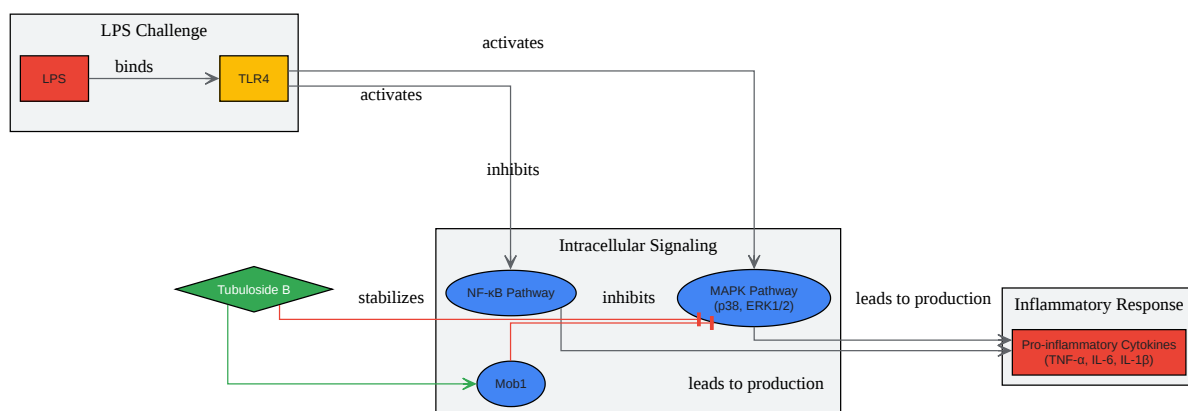 LPS Challenge
activates
LPS
binds
TLR4
activates
inhibits
Intracellular Signaling
Tubuloside B
stabilizes
NF-κB Pathway
inhibits
MAPK Pathway
(p38, ERK1/2)
leads to production
Inflammatory Response
Pro-inflammatory Cytokines
(TNF-α, IL-6, IL-1β)
Mob1
leads to production